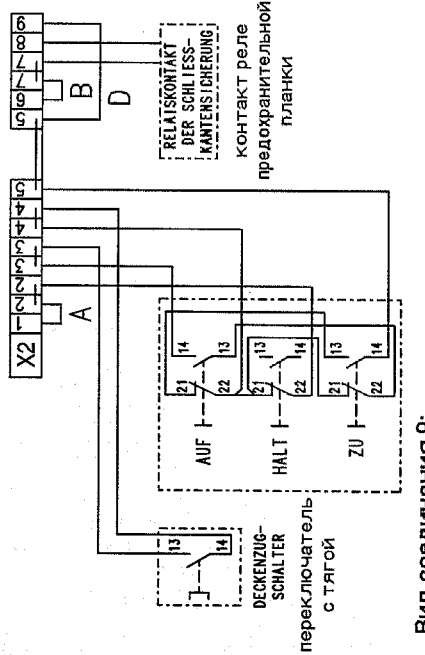 X2 1 2 2 3 3 4 4 5 5 6 7 7 8 9
A
B
D
RELAISKONTAKT
DER SCHLIESS-
KANTENSICHERUNG
контакт реле
предохранительной
планки
AUF
21
22
14
13
HALT
21
22
13
14
ZU
21
22
13
14
13
14
DECKENZUG-
SCHALTER
переключатель
с тягой
Вид соединения 9: